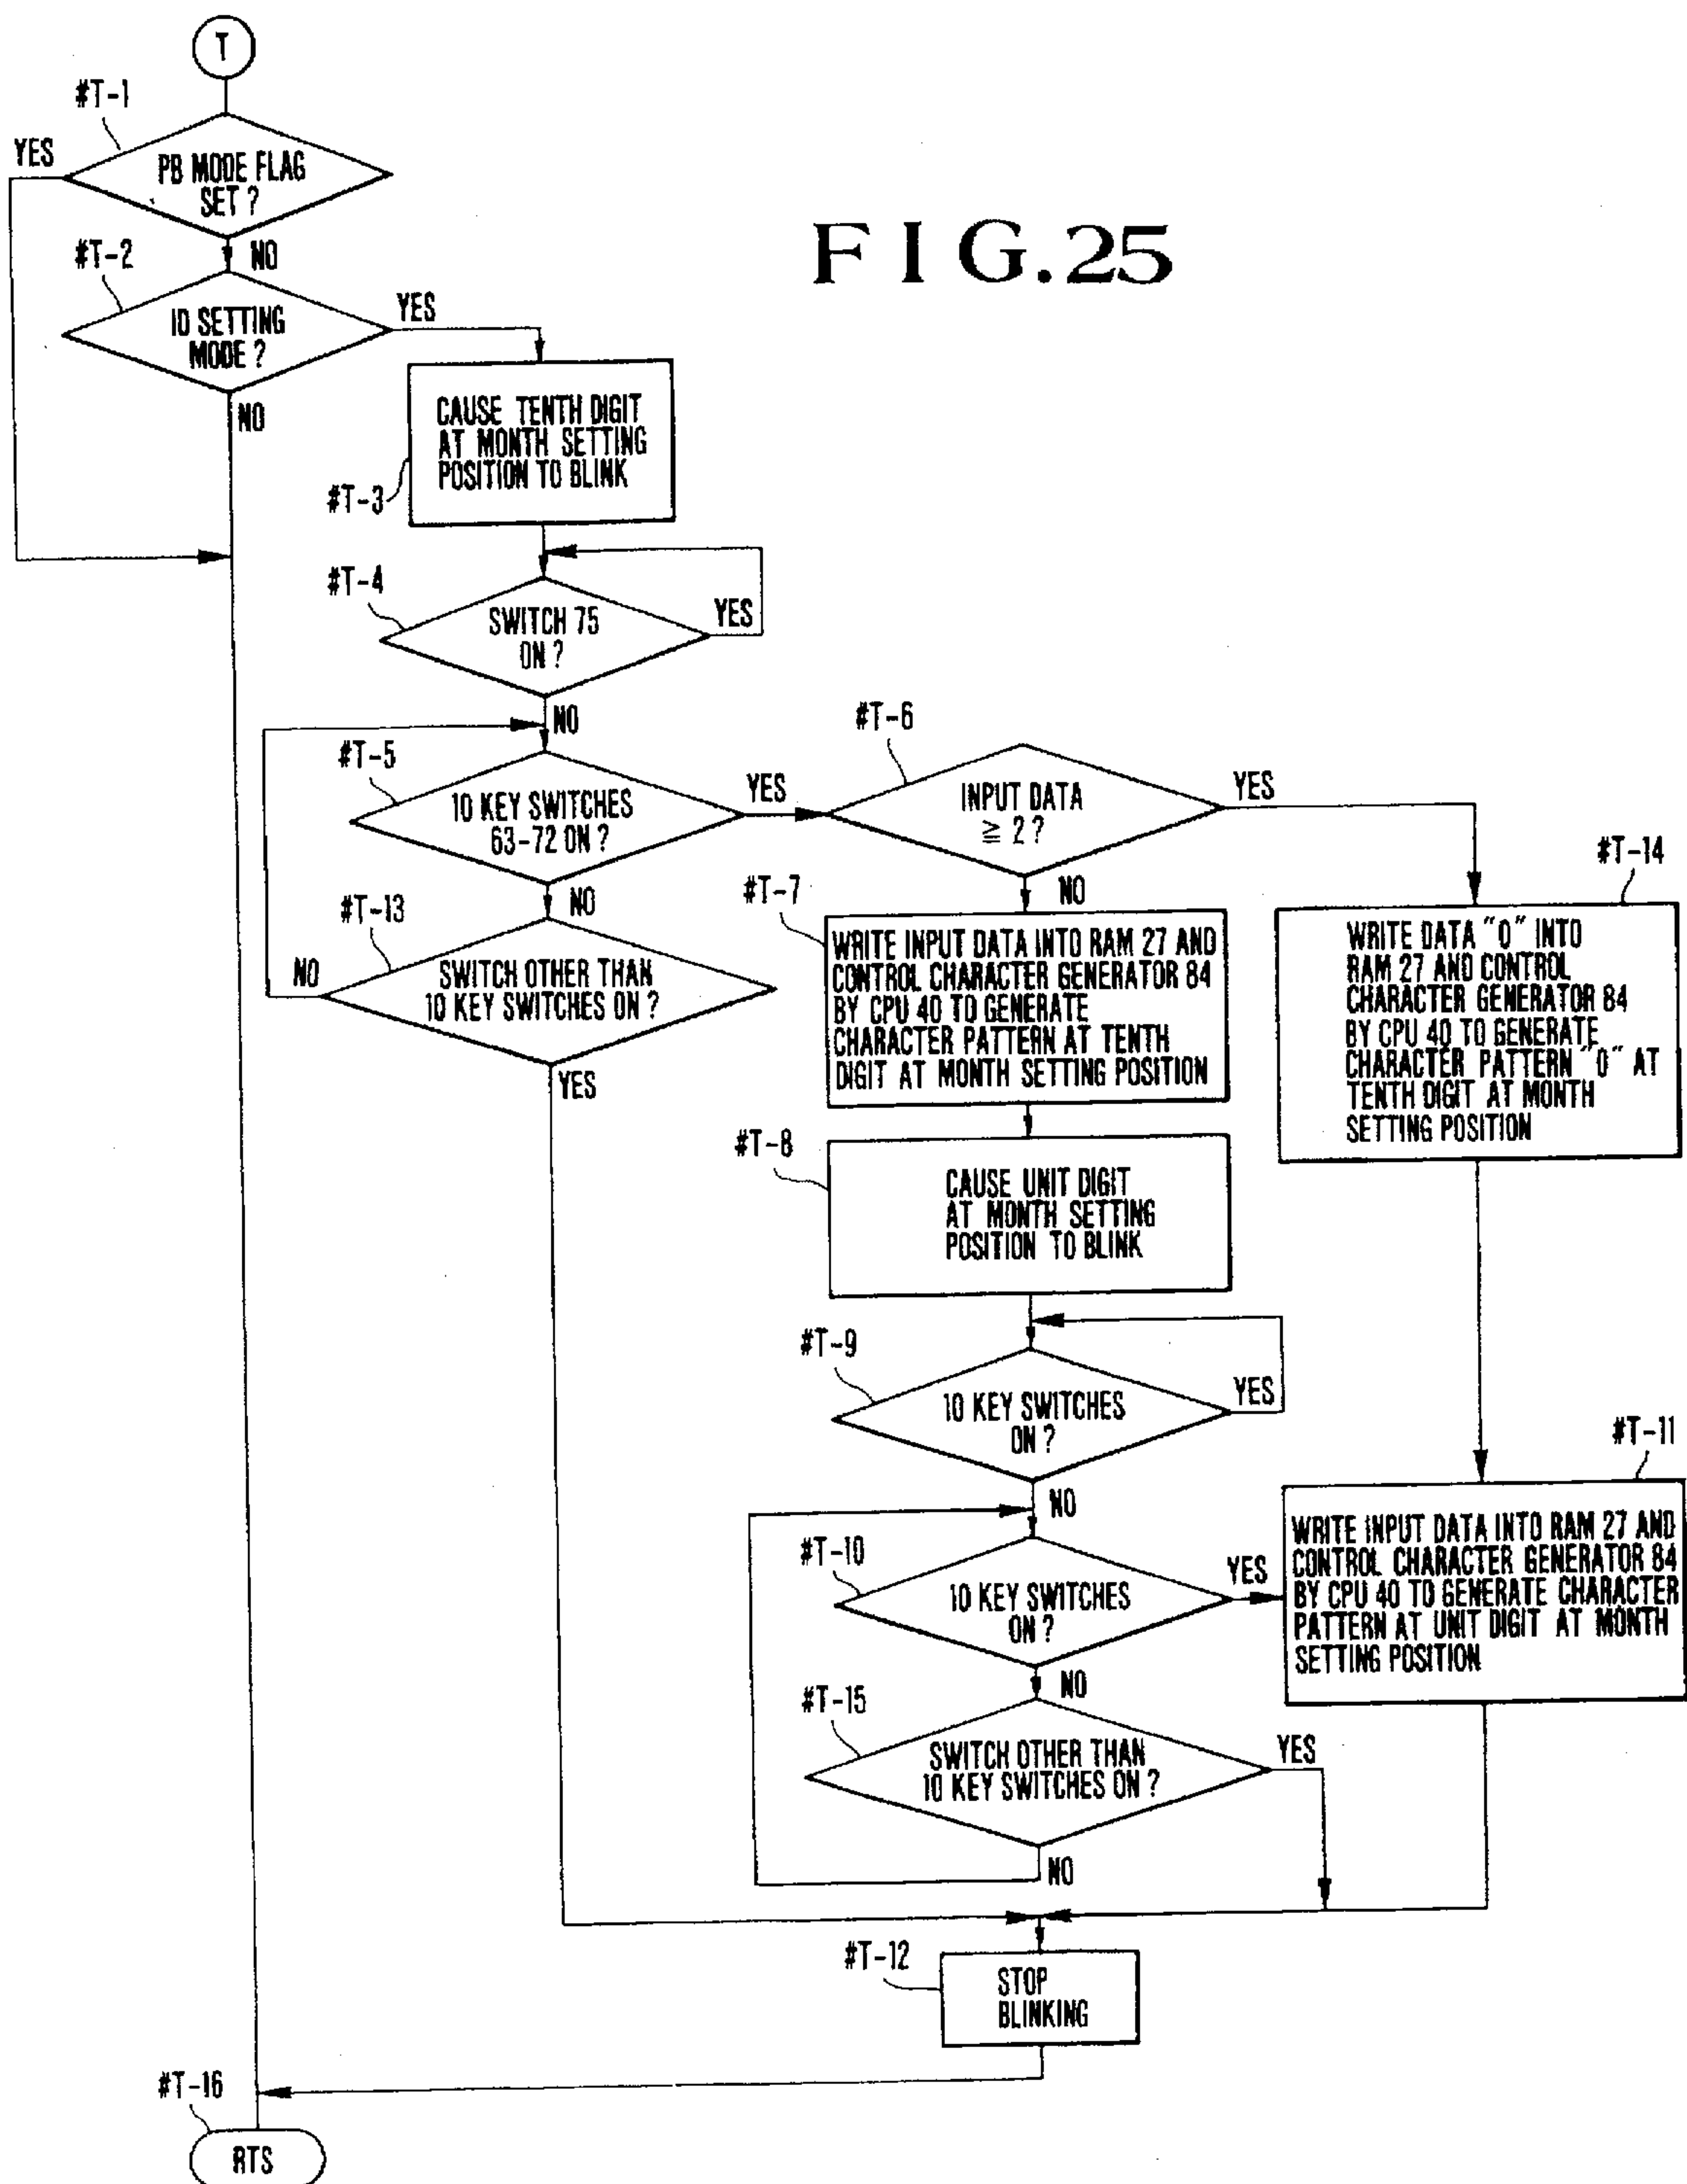 T
#T-1
YES
PB MODE FLAG
SET ?
FIG.25
#T-2
NO
ID SETTING
MODE ?
YES
NO
CAUSE TENTH DIGIT
AT MONTH SETTING
POSITION TO BLINK
#T-3
#T-4
SWITCH 75
ON ?
YES
NO
#T-5
10 KEY SWITCHES
63-72 ON ?
YES
#T-6
INPUT DATA
≧ 2 ?
YES
NO
#T-13
NO
SWITCH OTHER THAN
10 KEY SWITCHES ON ?
YES
#T-7
NO
WRITE INPUT DATA INTO RAM 27 AND
CONTROL CHARACTER GENERATOR 84
BY CPU 40 TO GENERATE
CHARACTER PATTERN AT TENTH
DIGIT AT MONTH SETTING POSITION
#T-14
WRITE DATA "0" INTO
RAM 27 AND CONTROL
CHARACTER GENERATOR 84
BY CPU 40 TO GENERATE
CHARACTER PATTERN "0" AT
TENTH DIGIT AT MONTH
SETTING POSITION
#T-8
CAUSE UNIT DIGIT
AT MONTH SETTING
POSITION TO BLINK
#T-9
10 KEY SWITCHES
ON ?
YES
NO
#T-10
10 KEY SWITCHES
ON ?
YES
#T-11
WRITE INPUT DATA INTO RAM 27 AND
CONTROL CHARACTER GENERATOR 84
BY CPU 40 TO GENERATE CHARACTER
PATTERN AT UNIT DIGIT AT MONTH
SETTING POSITION
NO
#T-15
SWITCH OTHER THAN
10 KEY SWITCHES ON ?
YES
NO
#T-12
STOP
BLINKING
#T-16
RTS